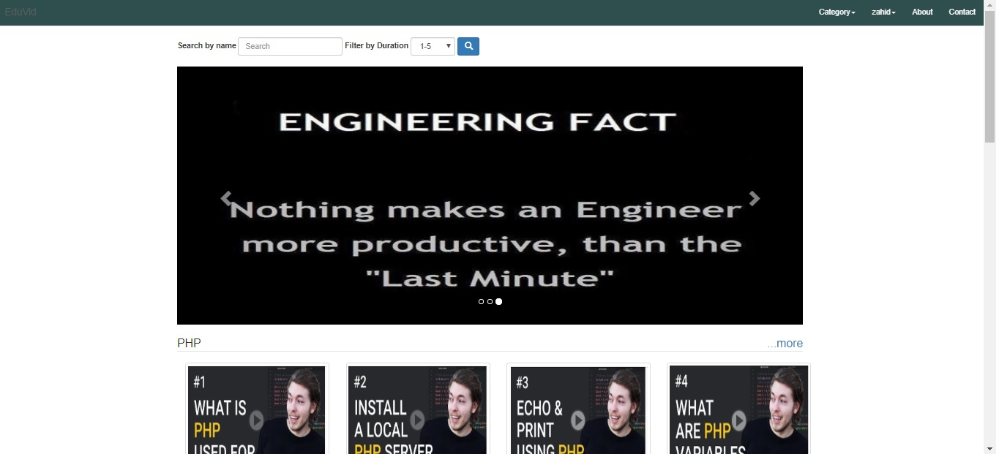 EduVid
Category zahid About Contact
Search by name Search Filter by Duration 1-5
ENGINEERING FACT
Nothing makes an Engineer
more productive, than the
"Last Minute"
PHP ...more
#1
WHAT IS
PHP
USED FOR
#2
INSTALL
A LOCAL
PHP SERVER
#3
ECHO &
PRINT
USING PHP
#4
WHAT
ARE PHP
VARIABLES